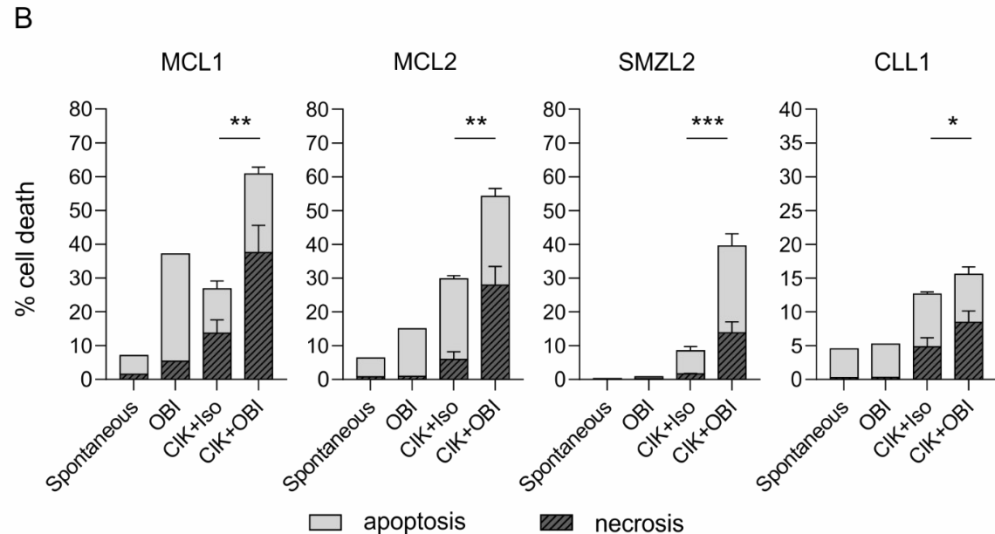 B
MCL1 MCL2 SMZL2 CLL1
** ** *** *
% cell death
80 80 80 40
70 70 70 35
60 60 60 30
50 50 50 25
40 40 40 20
30 30 30 15
20 20 20 10
10 10 10 5
0 0 0 0
Spontaneous OBI CIK+Iso CIK+OBI Spontaneous OBI CIK+Iso CIK+OBI Spontaneous OBI CIK+Iso CIK+OBI Spontaneous OBI CIK+Iso CIK+OBI
apoptosis necrosis